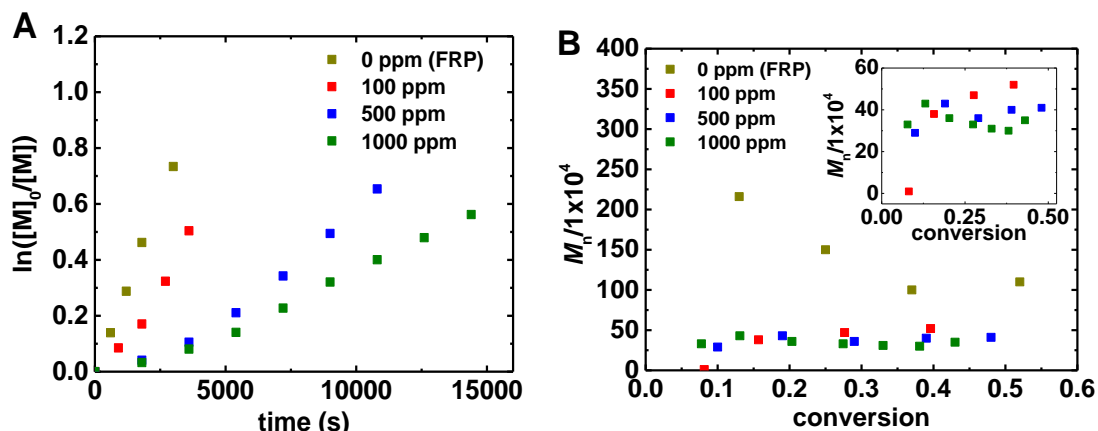 A
ln([M]₀/[M])
1.2
1.0
0.8
0.6
0.4
0.2
0.0
0 ppm (FRP)
100 ppm
500 ppm
1000 ppm
0 5000 10000 15000
time (s)
B
Mₙ/1x10⁴
400
350
300
250
200
150
100
50
0
0 ppm (FRP)
100 ppm
500 ppm
1000 ppm
0.0 0.1 0.2 0.3 0.4 0.5 0.6
conversion
Mₙ/1x10⁴
60
40
20
0
0.00 0.25 0.50
conversion